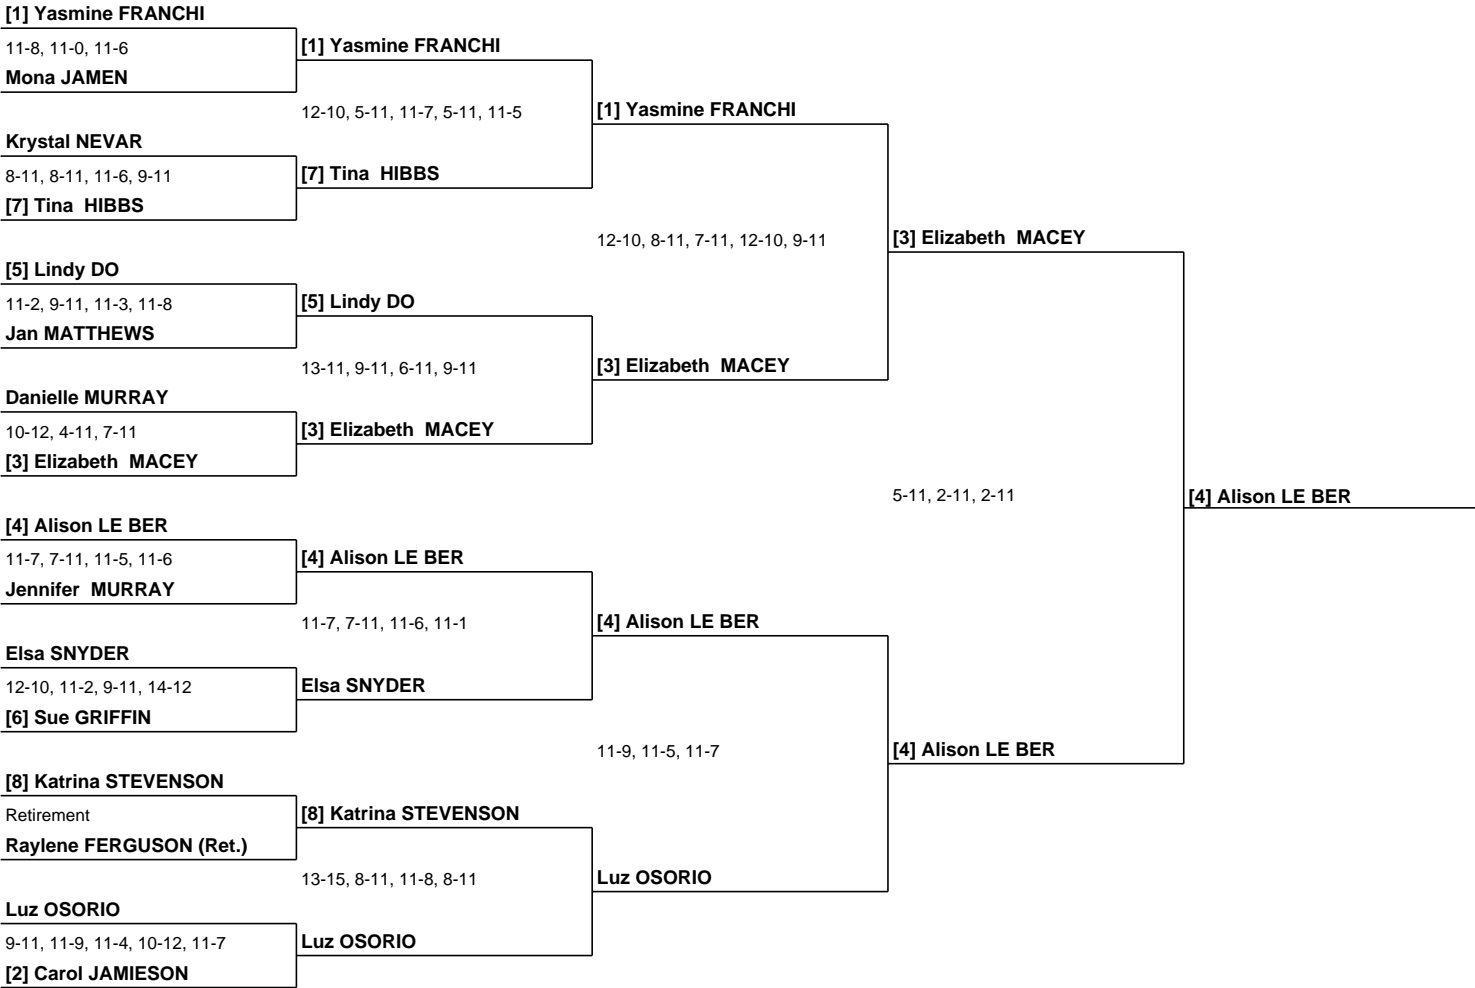 [1] Yasmine FRANCHI
11-8, 11-0, 11-6
Mona JAMEN
Krystal NEVAR
8-11, 8-11, 11-6, 9-11
[7] Tina  HIBBS
[5] Lindy DO
11-2, 9-11, 11-3, 11-8
Jan MATTHEWS
Danielle MURRAY
10-12, 4-11, 7-11
[3] Elizabeth  MACEY
[4] Alison LE BER
11-7, 7-11, 11-5, 11-6
Jennifer  MURRAY
Elsa SNYDER
12-10, 11-2, 9-11, 14-12
[6] Sue GRIFFIN
[8] Katrina STEVENSON
Retirement
Raylene FERGUSON (Ret.)
Luz OSORIO
9-11, 11-9, 11-4, 10-12, 11-7
[2] Carol JAMIESON
[1] Yasmine FRANCHI
12-10, 5-11, 11-7, 5-11, 11-5
[7] Tina  HIBBS
[5] Lindy DO
13-11, 9-11, 6-11, 9-11
[3] Elizabeth  MACEY
[4] Alison LE BER
11-7, 7-11, 11-6, 11-1
Elsa SNYDER
[8] Katrina STEVENSON
13-15, 8-11, 11-8, 8-11
Luz OSORIO
[1] Yasmine FRANCHI
12-10, 8-11, 7-11, 12-10, 9-11
[3] Elizabeth  MACEY
[4] Alison LE BER
11-9, 11-5, 11-7
Luz OSORIO
[3] Elizabeth  MACEY
5-11, 2-11, 2-11
[4] Alison LE BER
[4] Alison LE BER